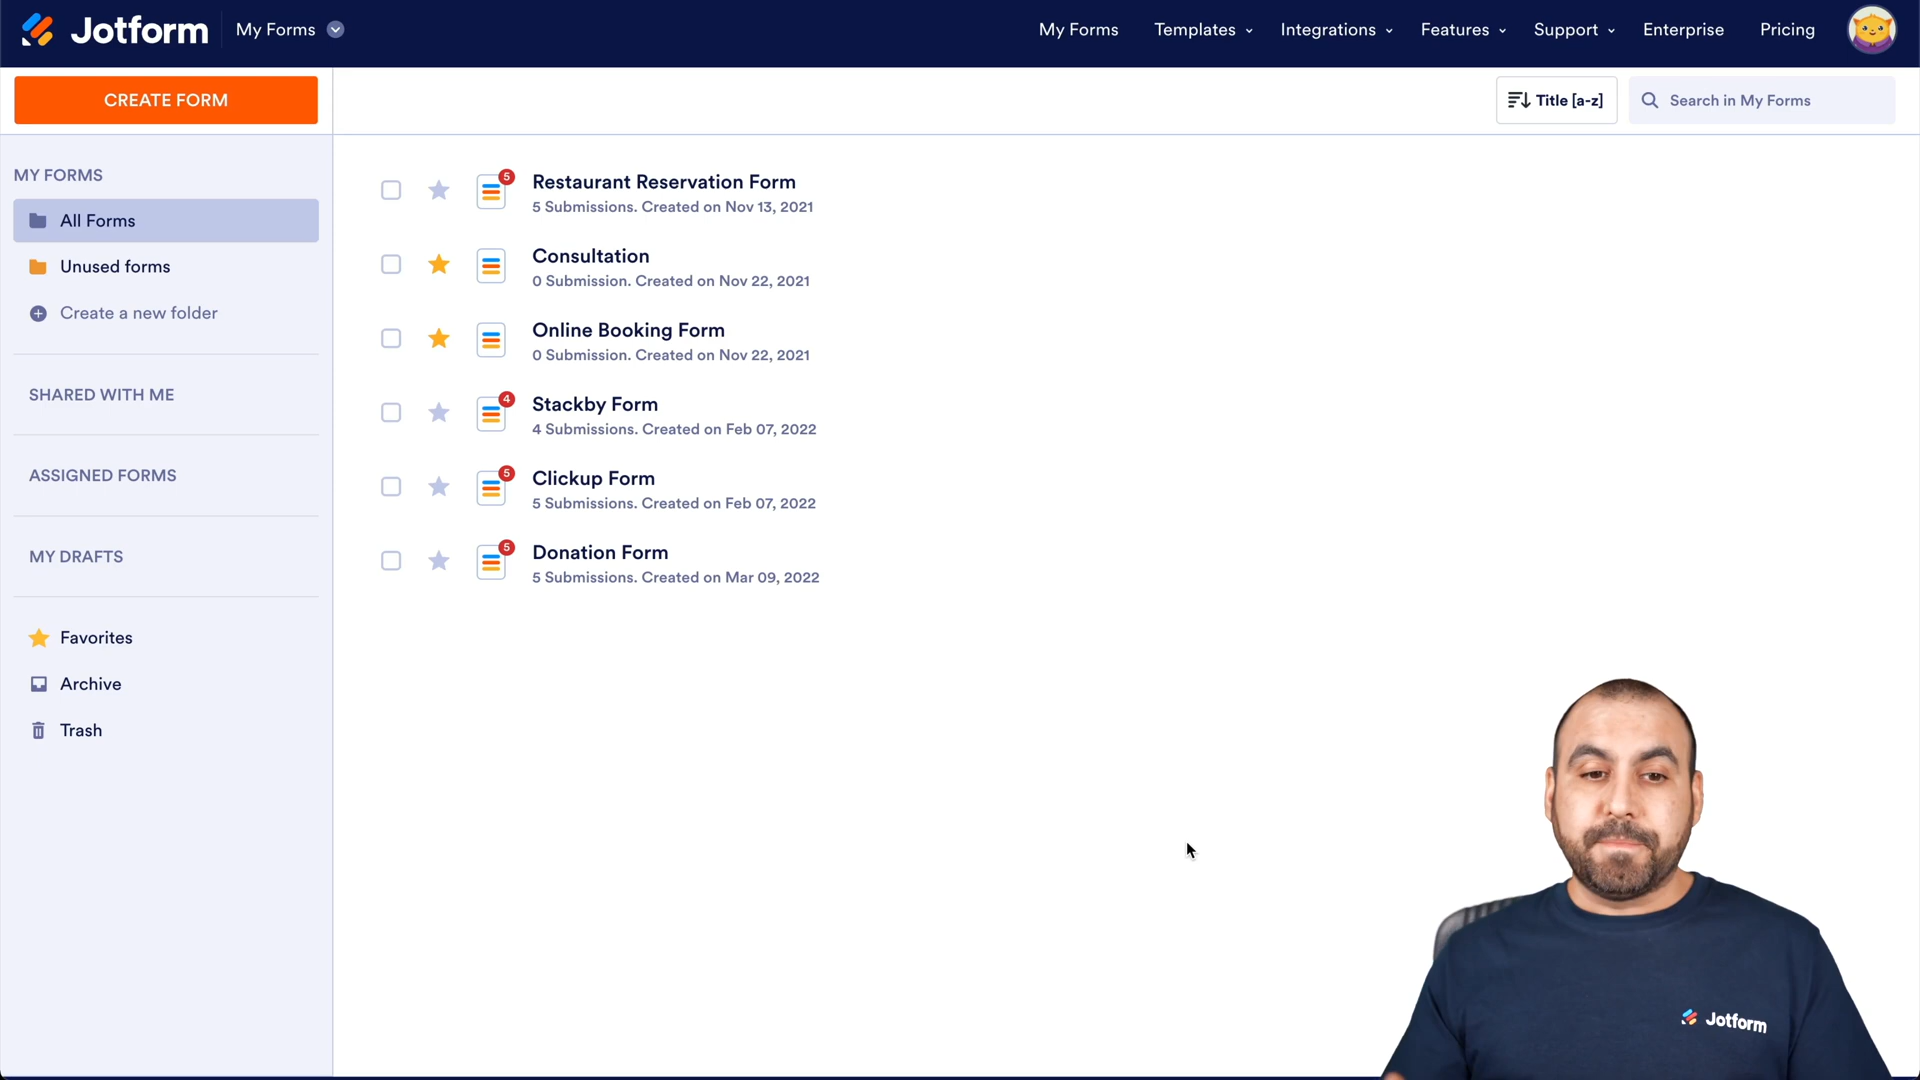 Jotform
My Forms
My Forms
Templates
Integrations
Features
Support
Enterprise
Pricing
CREATE FORM
Title [a-z]
Search in My Forms
MY FORMS
All Forms
Unused forms
Create a new folder
SHARED WITH ME
ASSIGNED FORMS
MY DRAFTS
Favorites
Archive
Trash
5
Restaurant Reservation Form
5 Submissions. Created on Nov 13, 2021
Consultation
0 Submission. Created on Nov 22, 2021
Online Booking Form
0 Submission. Created on Nov 22, 2021
4
Stackby Form
4 Submissions. Created on Feb 07, 2022
5
Clickup Form
5 Submissions. Created on Feb 07, 2022
5
Donation Form
5 Submissions. Created on Mar 09, 2022
Jotform